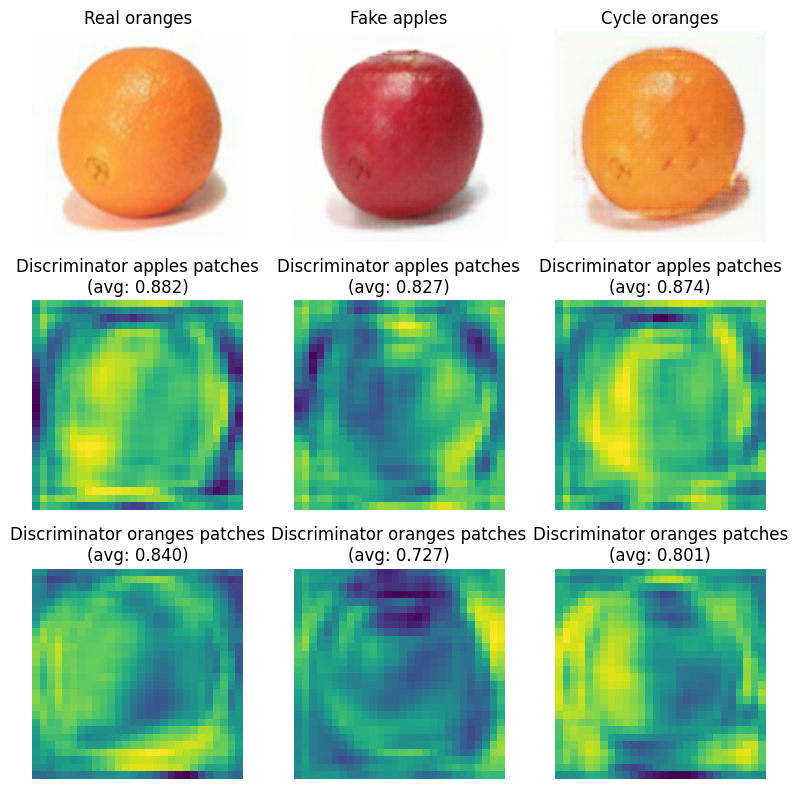 Real oranges
Fake apples
Cycle oranges
Discriminator apples patches
(avg: 0.882)
Discriminator apples patches
(avg: 0.827)
Discriminator apples patches
(avg: 0.874)
Discriminator oranges patches
(avg: 0.840)
Discriminator oranges patches
(avg: 0.727)
Discriminator oranges patches
(avg: 0.801)